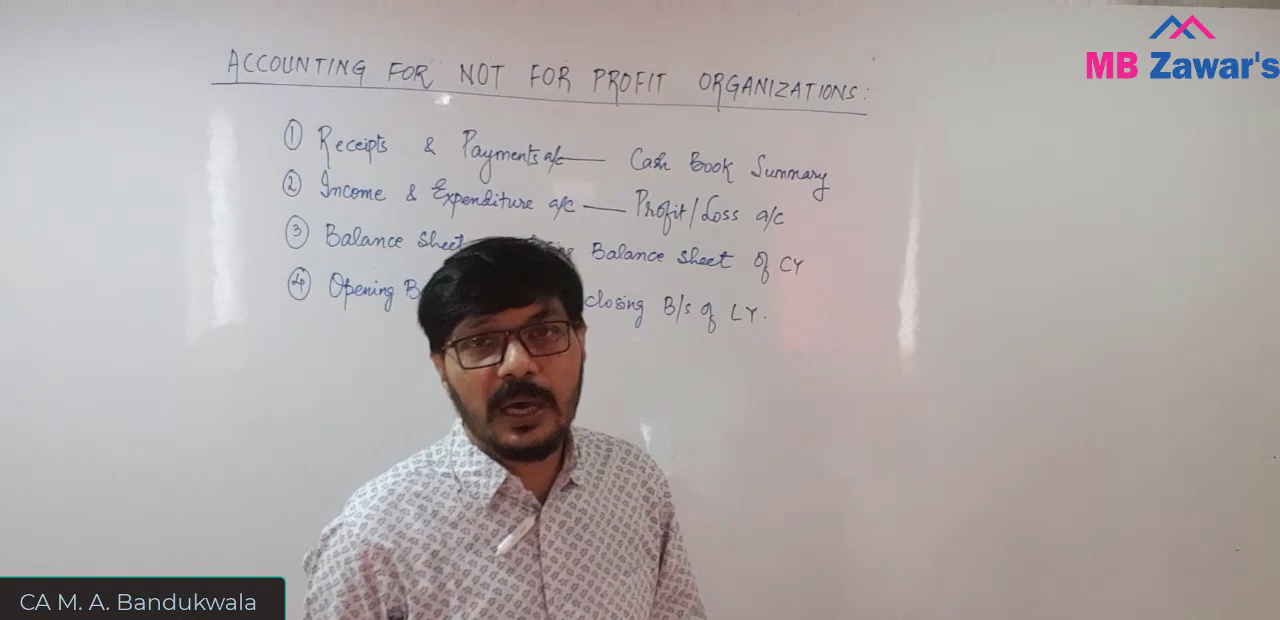 MB Zawar's
ACCOUNTING FOR NOT FOR PROFIT ORGANIZATIONS:
① Receipts & Payments a/c — Cash Book Summary
② Income & Expenditure a/c — Profit/Loss a/c
③ Balance Sheet Balance Sheet of CY
④ Opening closing B/S of LY.
CA M. A. Bandukwala